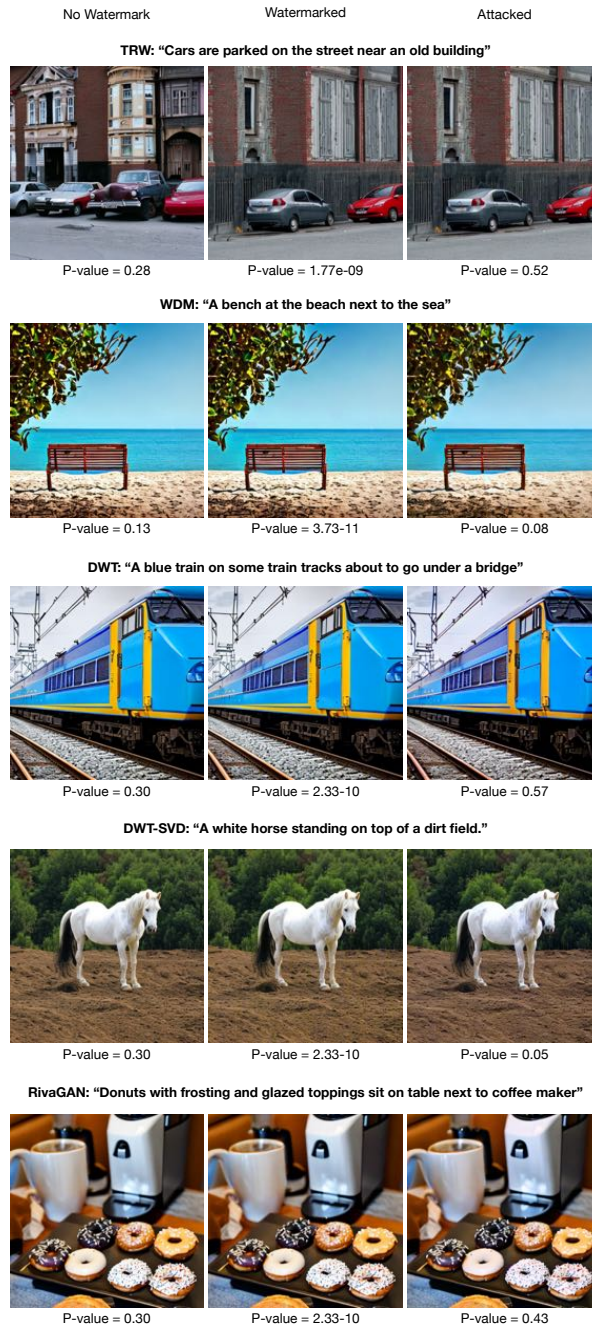 No Watermark Watermarked Attacked
TRW: “Cars are parked on the street near an old building”
P-value = 0.28 P-value = 1.77e-09 P-value = 0.52
WDM: “A bench at the beach next to the sea”
P-value = 0.13 P-value = 3.73-11 P-value = 0.08
DWT: “A blue train on some train tracks about to go under a bridge”
P-value = 0.30 P-value = 2.33-10 P-value = 0.57
DWT-SVD: “A white horse standing on top of a dirt field.”
P-value = 0.30 P-value = 2.33-10 P-value = 0.05
RivaGAN: “Donuts with frosting and glazed toppings sit on table next to coffee maker”
P-value = 0.30 P-value = 2.33-10 P-value = 0.43